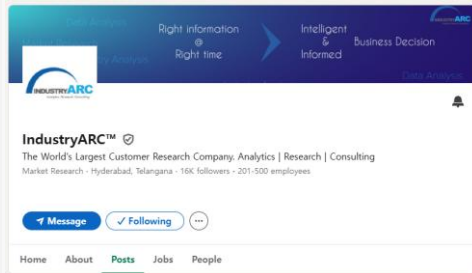 Data Analysis
Right information
@
Right time
Intelligent
&
Informed
Business Decision
INDUSTRYARC
Data Analysis
INDUSTRYARC
IndustryARC™
The World's Largest Customer Research Company. Analytics | Research | Consulting
Market Research · Hyderabad, Telangana · 16K followers · 201-500 employees
Message
✓ Following
Home About Posts Jobs People